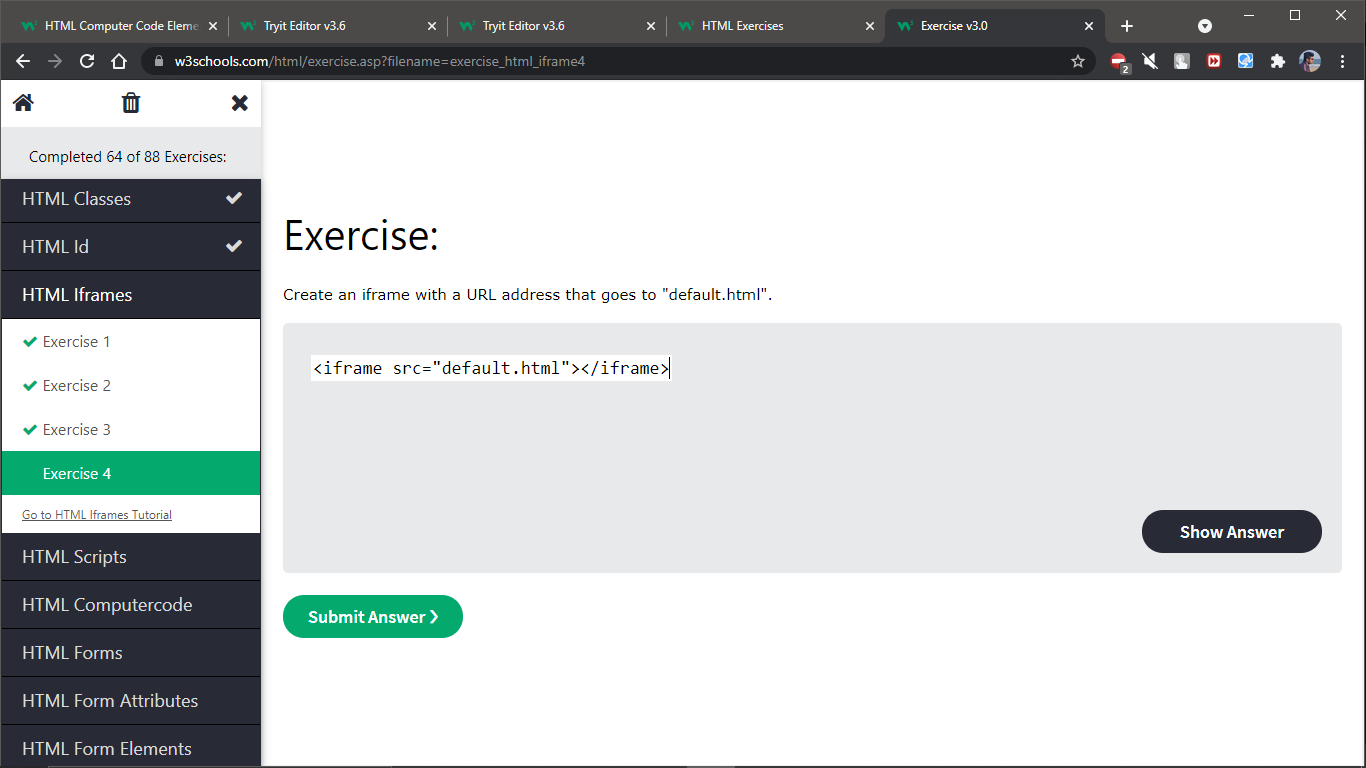 HTML Computer Code Eleme
Tryit Editor v3.6
Tryit Editor v3.6
HTML Exercises
Exercise v3.0
w3schools.com/html/exercise.asp?filename=exercise_html_iframe4
2
Completed 64 of 88 Exercises:
HTML Classes
HTML Id
HTML Iframes
Exercise 1
Exercise 2
Exercise 3
Exercise 4
Go to HTML Iframes Tutorial
HTML Scripts
HTML Computercode
HTML Forms
HTML Form Attributes
HTML Form Elements
Exercise:
Create an iframe with a URL address that goes to "default.html".
<iframe src="default.html"></iframe>
Show Answer
Submit Answer ❯